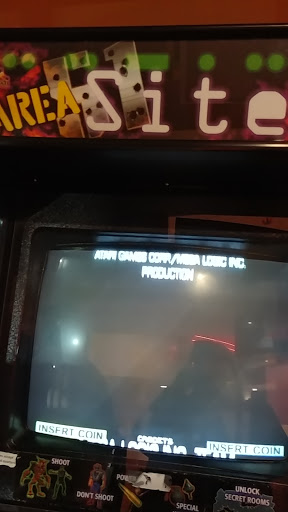 AREA 51 Site
ATARI GAMES CORP/MESA LOGIC INC.
PRODUCTION
INSERT COIN
CREDITS
INSERT COIN
SHOOT
DON'T SHOOT
SPECIAL
UNLOCK
SECRET ROOMS